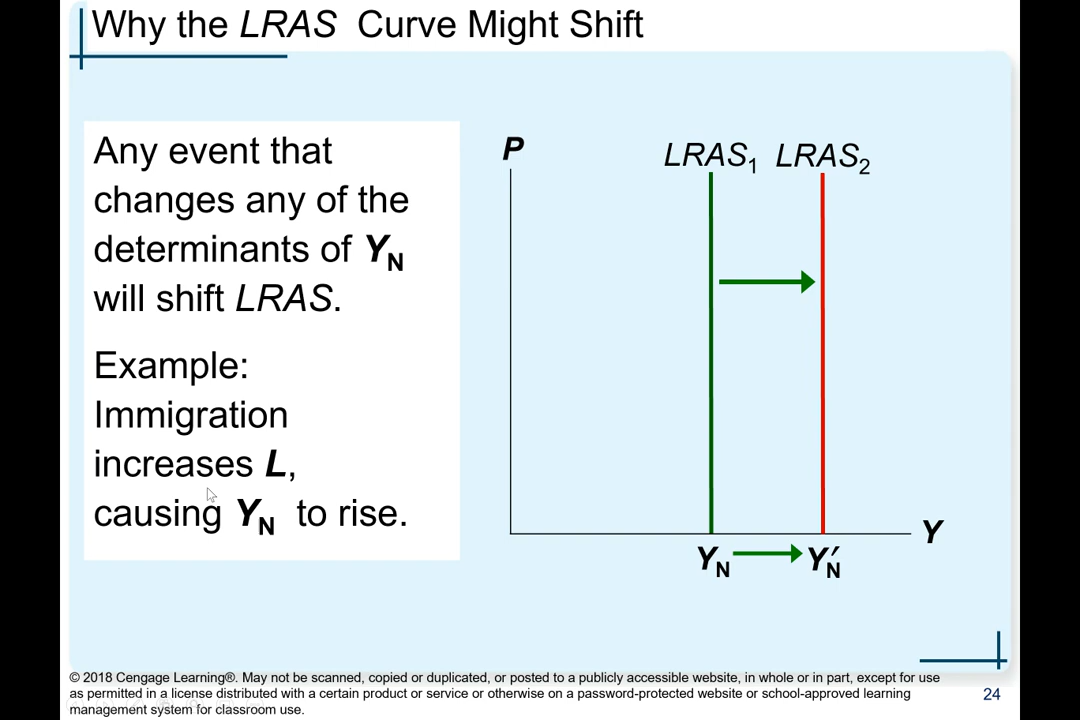 Why the LRAS Curve Might Shift
Any event that
changes any of the
determinants of YN
will shift LRAS.
Example:
Immigration
increases L,
causing YN to rise.
P
LRAS1 LRAS2
Y
YN Y′N
© 2018 Cengage Learning®. May not be scanned, copied or duplicated, or posted to a publicly accessible website, in whole or in part, except for use
as permitted in a license distributed with a certain product or service or otherwise on a password-protected website or school-approved learning
management system for classroom use.
24